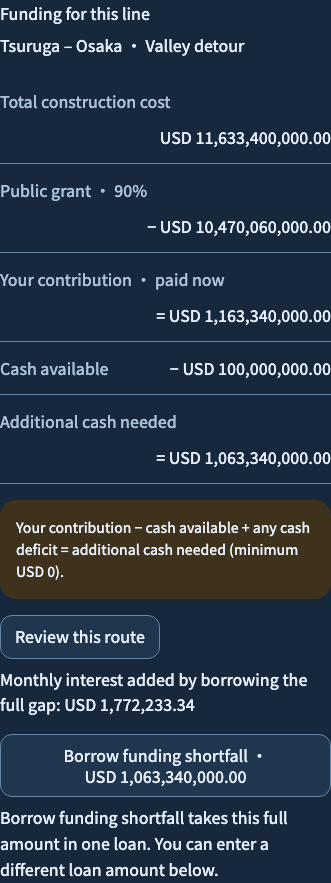 Funding for this line
Tsuruga – Osaka • Valley detour
Total construction cost
USD 11,633,400,000.00
Public grant • 90%
− USD 10,470,060,000.00
Your contribution • paid now
= USD 1,163,340,000.00
Cash available − USD 100,000,000.00
Additional cash needed
= USD 1,063,340,000.00
Your contribution − cash available + any cash
deficit = additional cash needed (minimum
USD 0).
Review this route
Monthly interest added by borrowing the
full gap: USD 1,772,233.34
Borrow funding shortfall •
USD 1,063,340,000.00
Borrow funding shortfall takes this full
amount in one loan. You can enter a
different loan amount below.